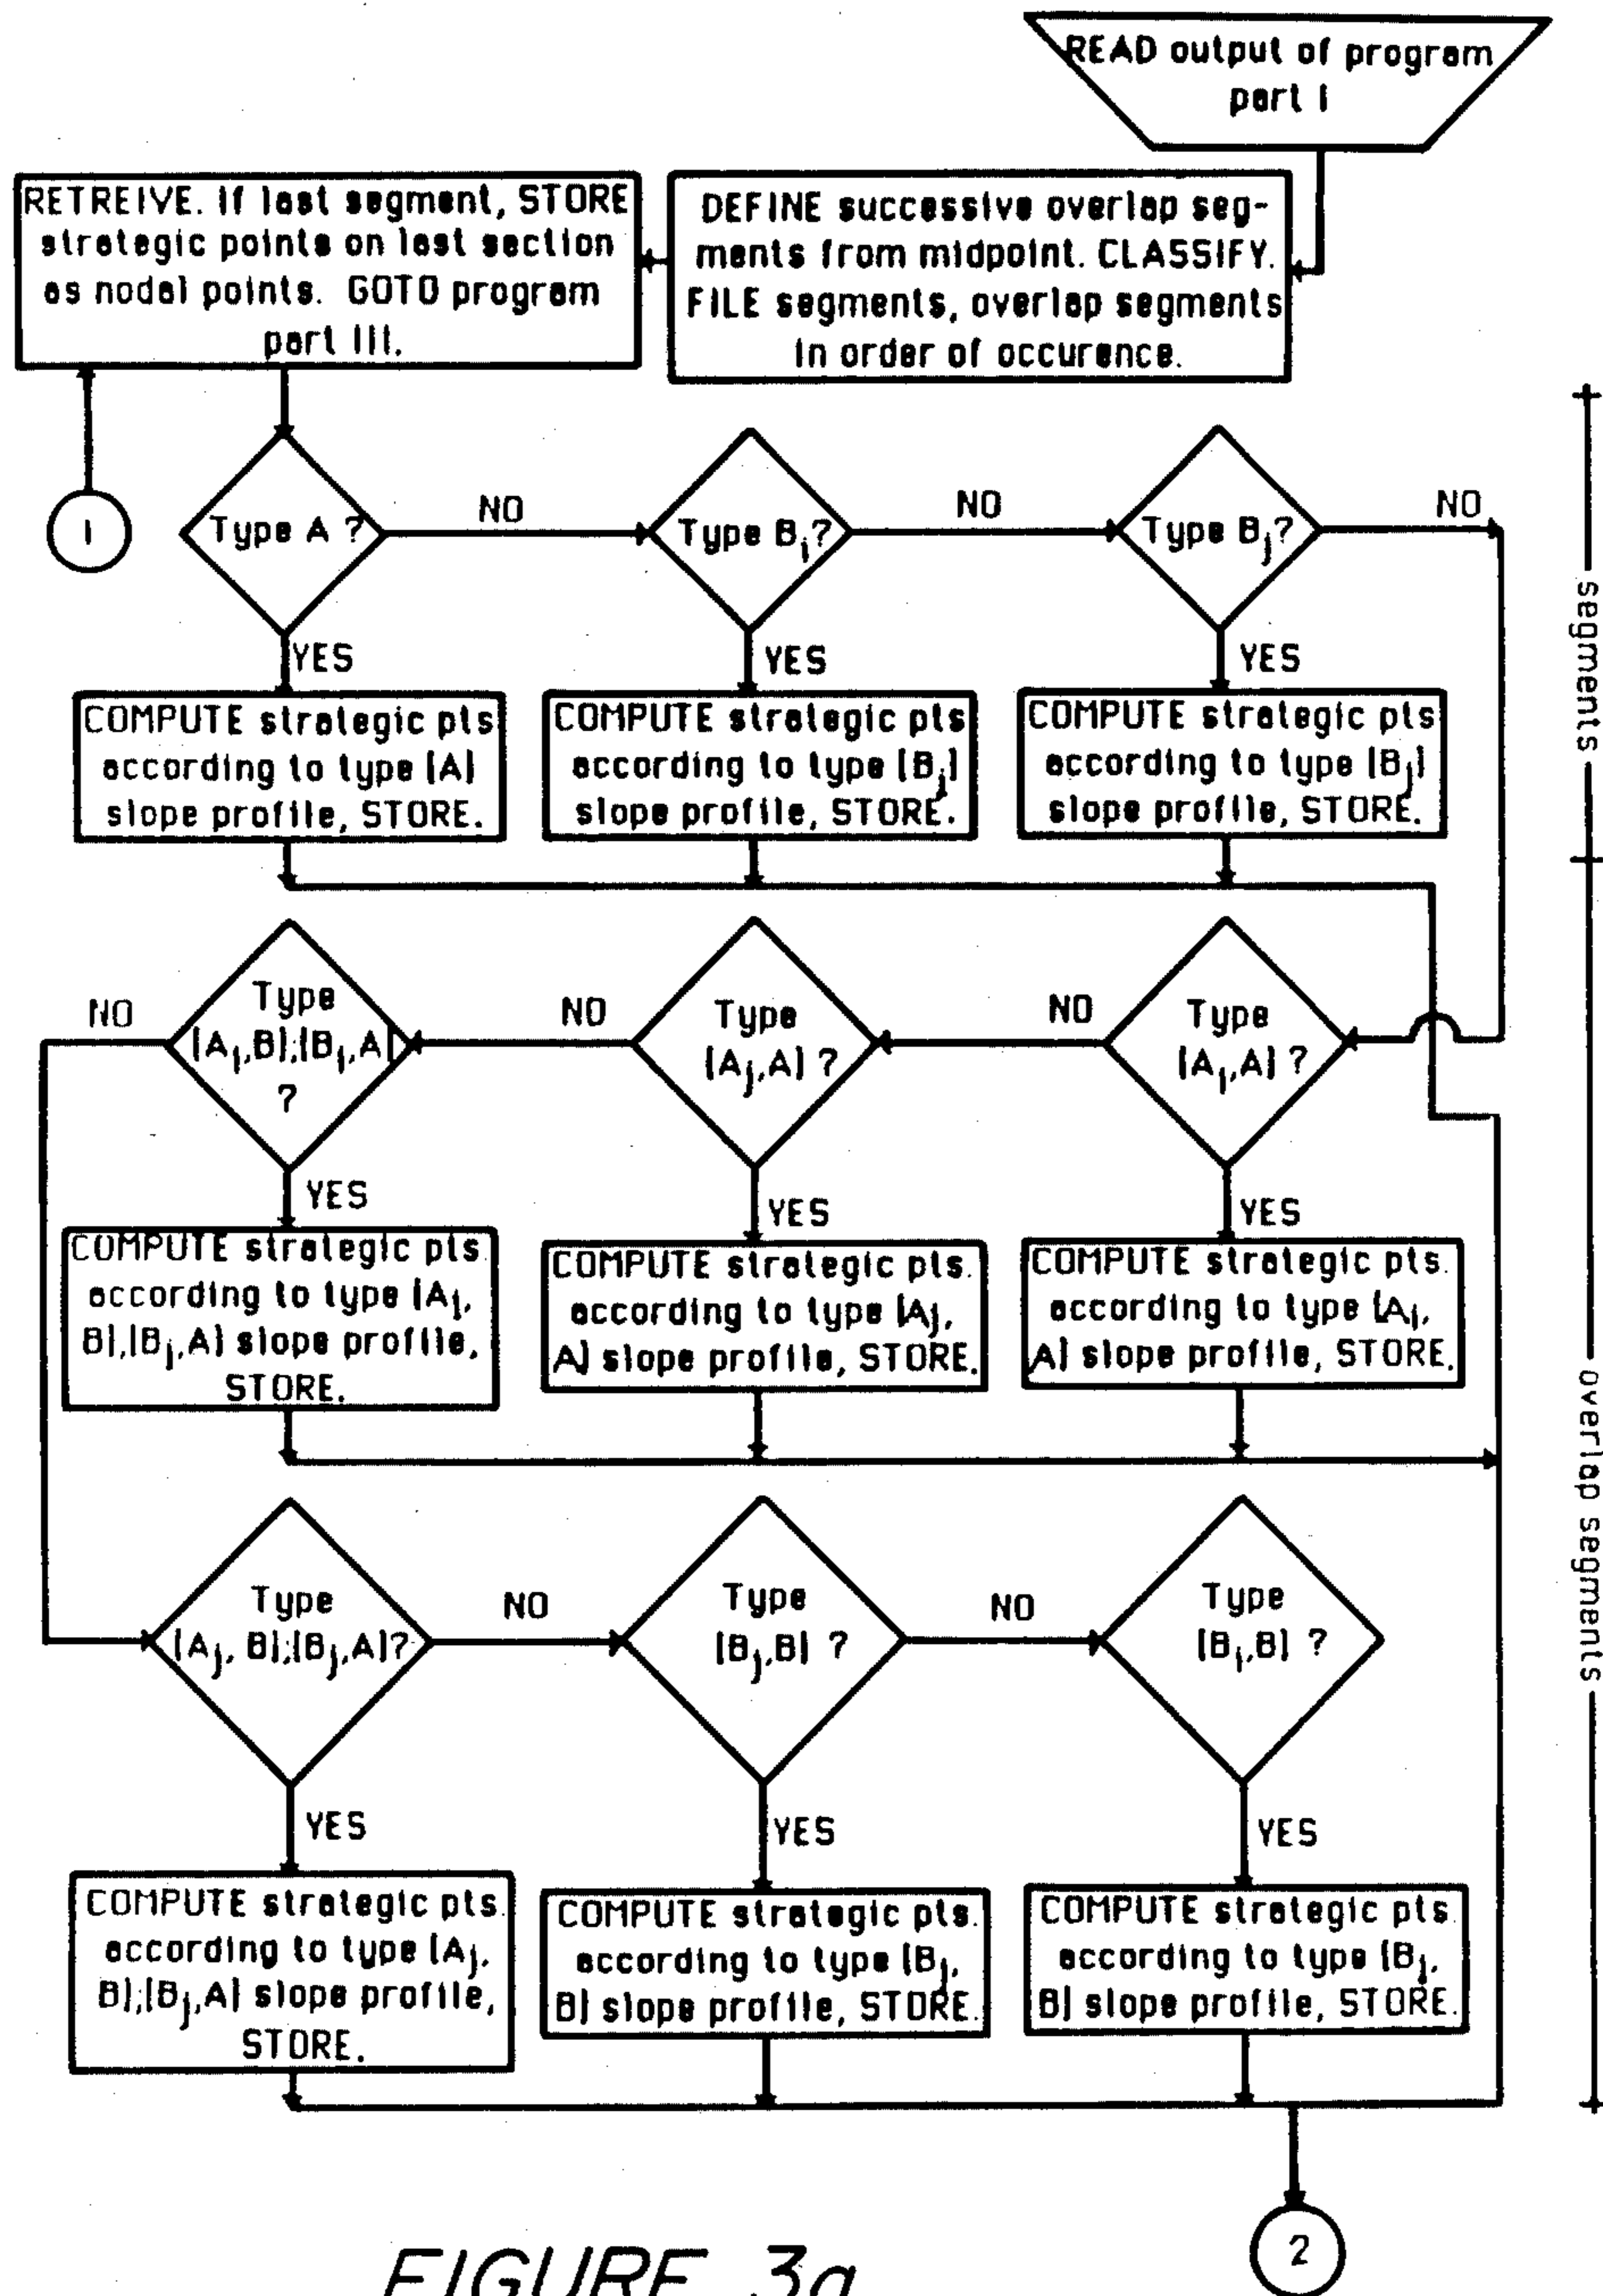 READ output of program
part I
RETREIVE. If last segment, STORE
strategic points on last section
as nodal points. GOTO program
part III.
DEFINE successive overlap seg-
ments from midpoint. CLASSIFY.
FILE segments, overlap segments
in order of occurence.
1
Type A ?
NO
Type Bi?
NO
Type Bj?
NO
segments
YES
YES
YES
COMPUTE strategic pts
according to type [A]
slope profile, STORE.
COMPUTE strategic pts
according to type [Bj]
slope profile, STORE.
COMPUTE strategic pts
according to type [Bj]
slope profile, STORE.
NO
Type
[Ai,B];[Bi,A]
?
NO
Type
[Aj,A] ?
NO
Type
[Ai,A] ?
YES
YES
YES
COMPUTE strategic pts.
according to type [Ai,
B],[Bi,A] slope profile,
STORE.
COMPUTE strategic pts.
according to type [Aj,
A] slope profile, STORE.
COMPUTE strategic pts.
according to type [Ai,
A] slope profile, STORE.
overlap segments
Type
[Aj, B];[Bj,A]?
NO
Type
[Bj,B] ?
NO
Type
[Bi,B] ?
YES
YES
YES
COMPUTE strategic pts.
according to type [Aj,
B];[Bj,A] slope profile,
STORE.
COMPUTE strategic pts.
according to type [Bj,
B] slope profile, STORE.
COMPUTE strategic pts.
according to type [Bi,
B] slope profile, STORE.
2
FIGURE 3a